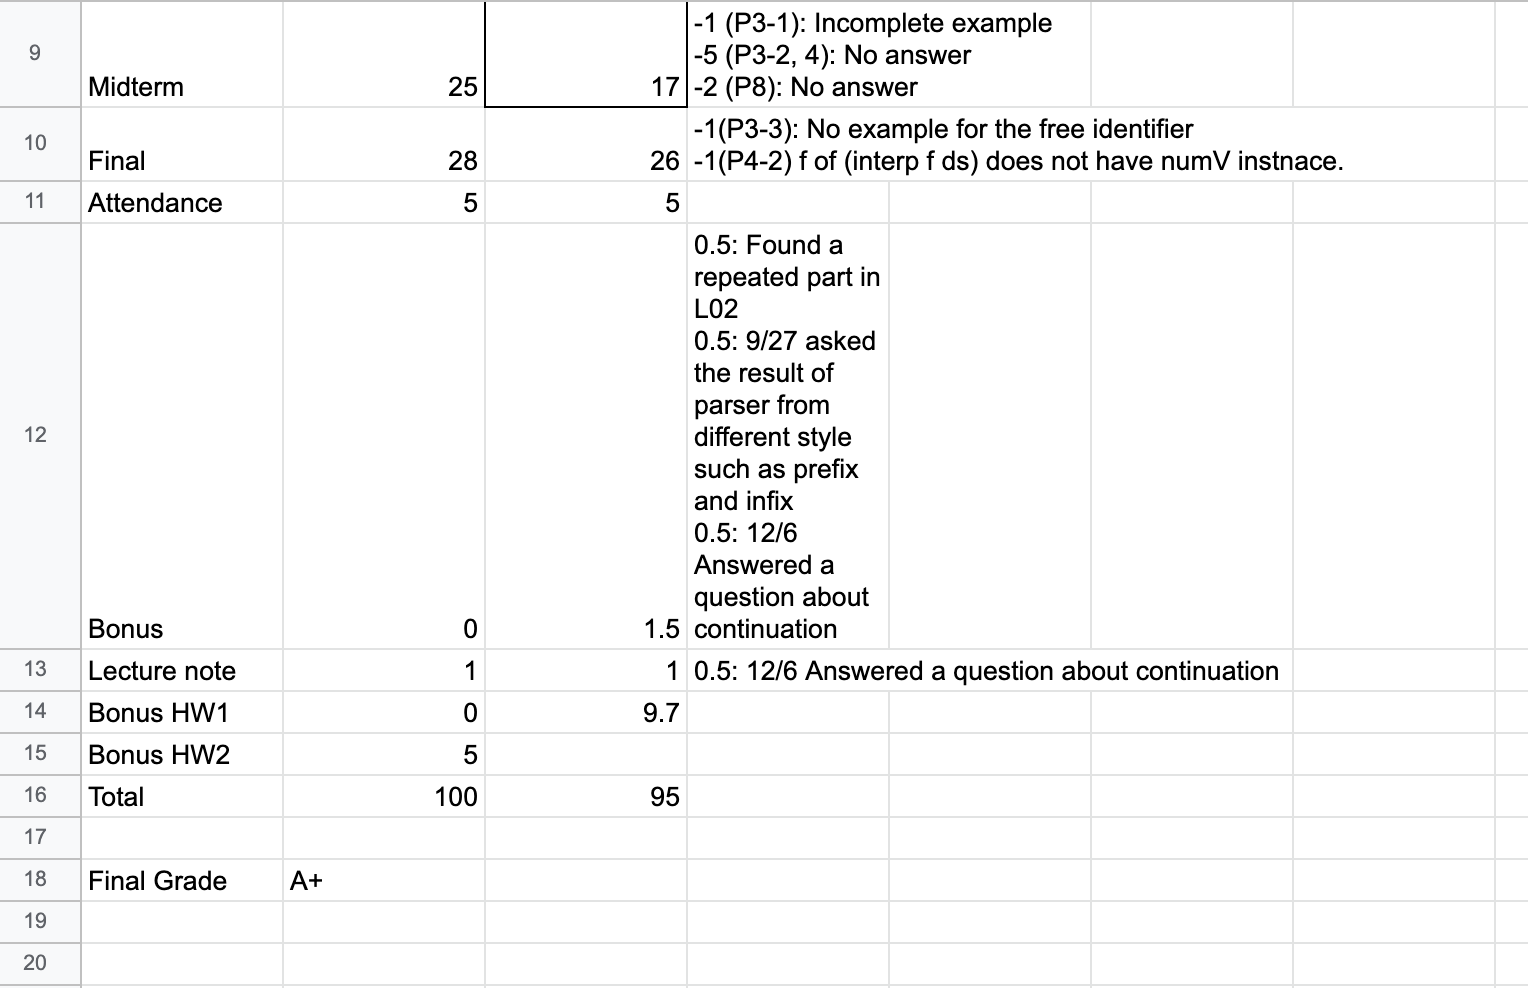 9
Midterm 25 17 -1 (P3-1): Incomplete example
-5 (P3-2, 4): No answer
-2 (P8): No answer
10
Final 28 26 -1(P3-3): No example for the free identifier
-1(P4-2) f of (interp f ds) does not have numV instnace.
11 Attendance 5 5
12
Bonus 0 1.5 0.5: Found a
repeated part in
L02
0.5: 9/27 asked
the result of
parser from
different style
such as prefix
and infix
0.5: 12/6
Answered a
question about
continuation
13 Lecture note 1 1 0.5: 12/6 Answered a question about continuation
14 Bonus HW1 0 9.7
15 Bonus HW2 5
16 Total 100 95
17
18 Final Grade A+
19
20